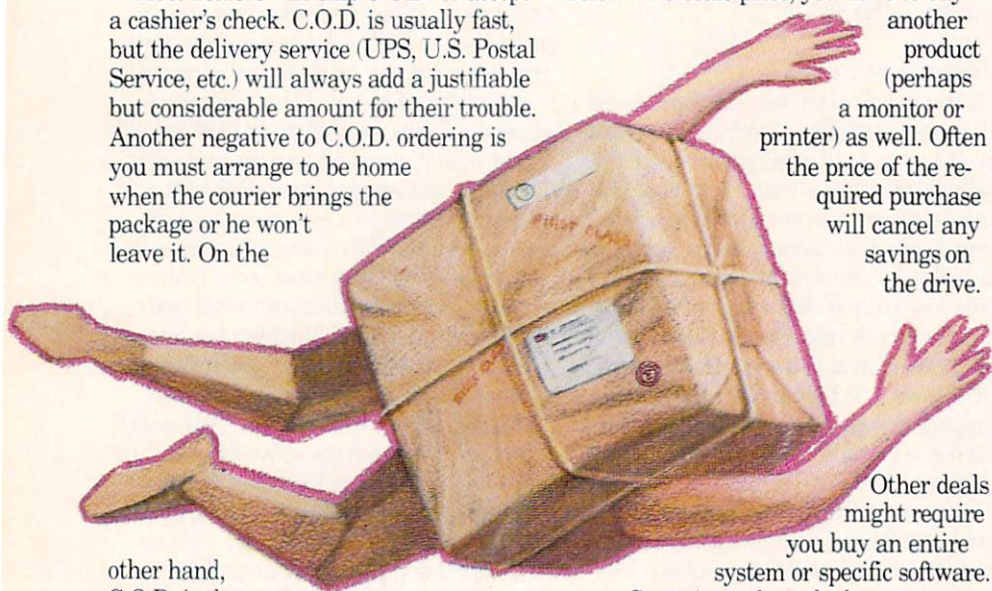 a cashier's check. C.O.D. is usually fast,
but the delivery service (UPS, U.S. Postal
Service, etc.) will always add a justifiable
but considerable amount for their trouble.
Another negative to C.O.D. ordering is
you must arrange to be home
when the courier brings the
package or he won't
leave it. On the
other hand,
another
product
(perhaps
a monitor or
printer) as well. Often
the price of the re-
quired purchase
will cancel any
savings on
the drive.
Other deals
might require
you buy an entire
system or specific software.
FIRST CLASS
FIRST CLASS